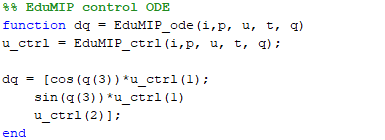 %% EduMIP control ODE
function dq = EduMIP_ode(i,p, u, t, q)
u_ctrl = EduMIP_ctrl(i,p, u, t, q);
dq = [cos(q(3))*u_ctrl(1);
sin(q(3))*u_ctrl(1)
u_ctrl(2)];
end